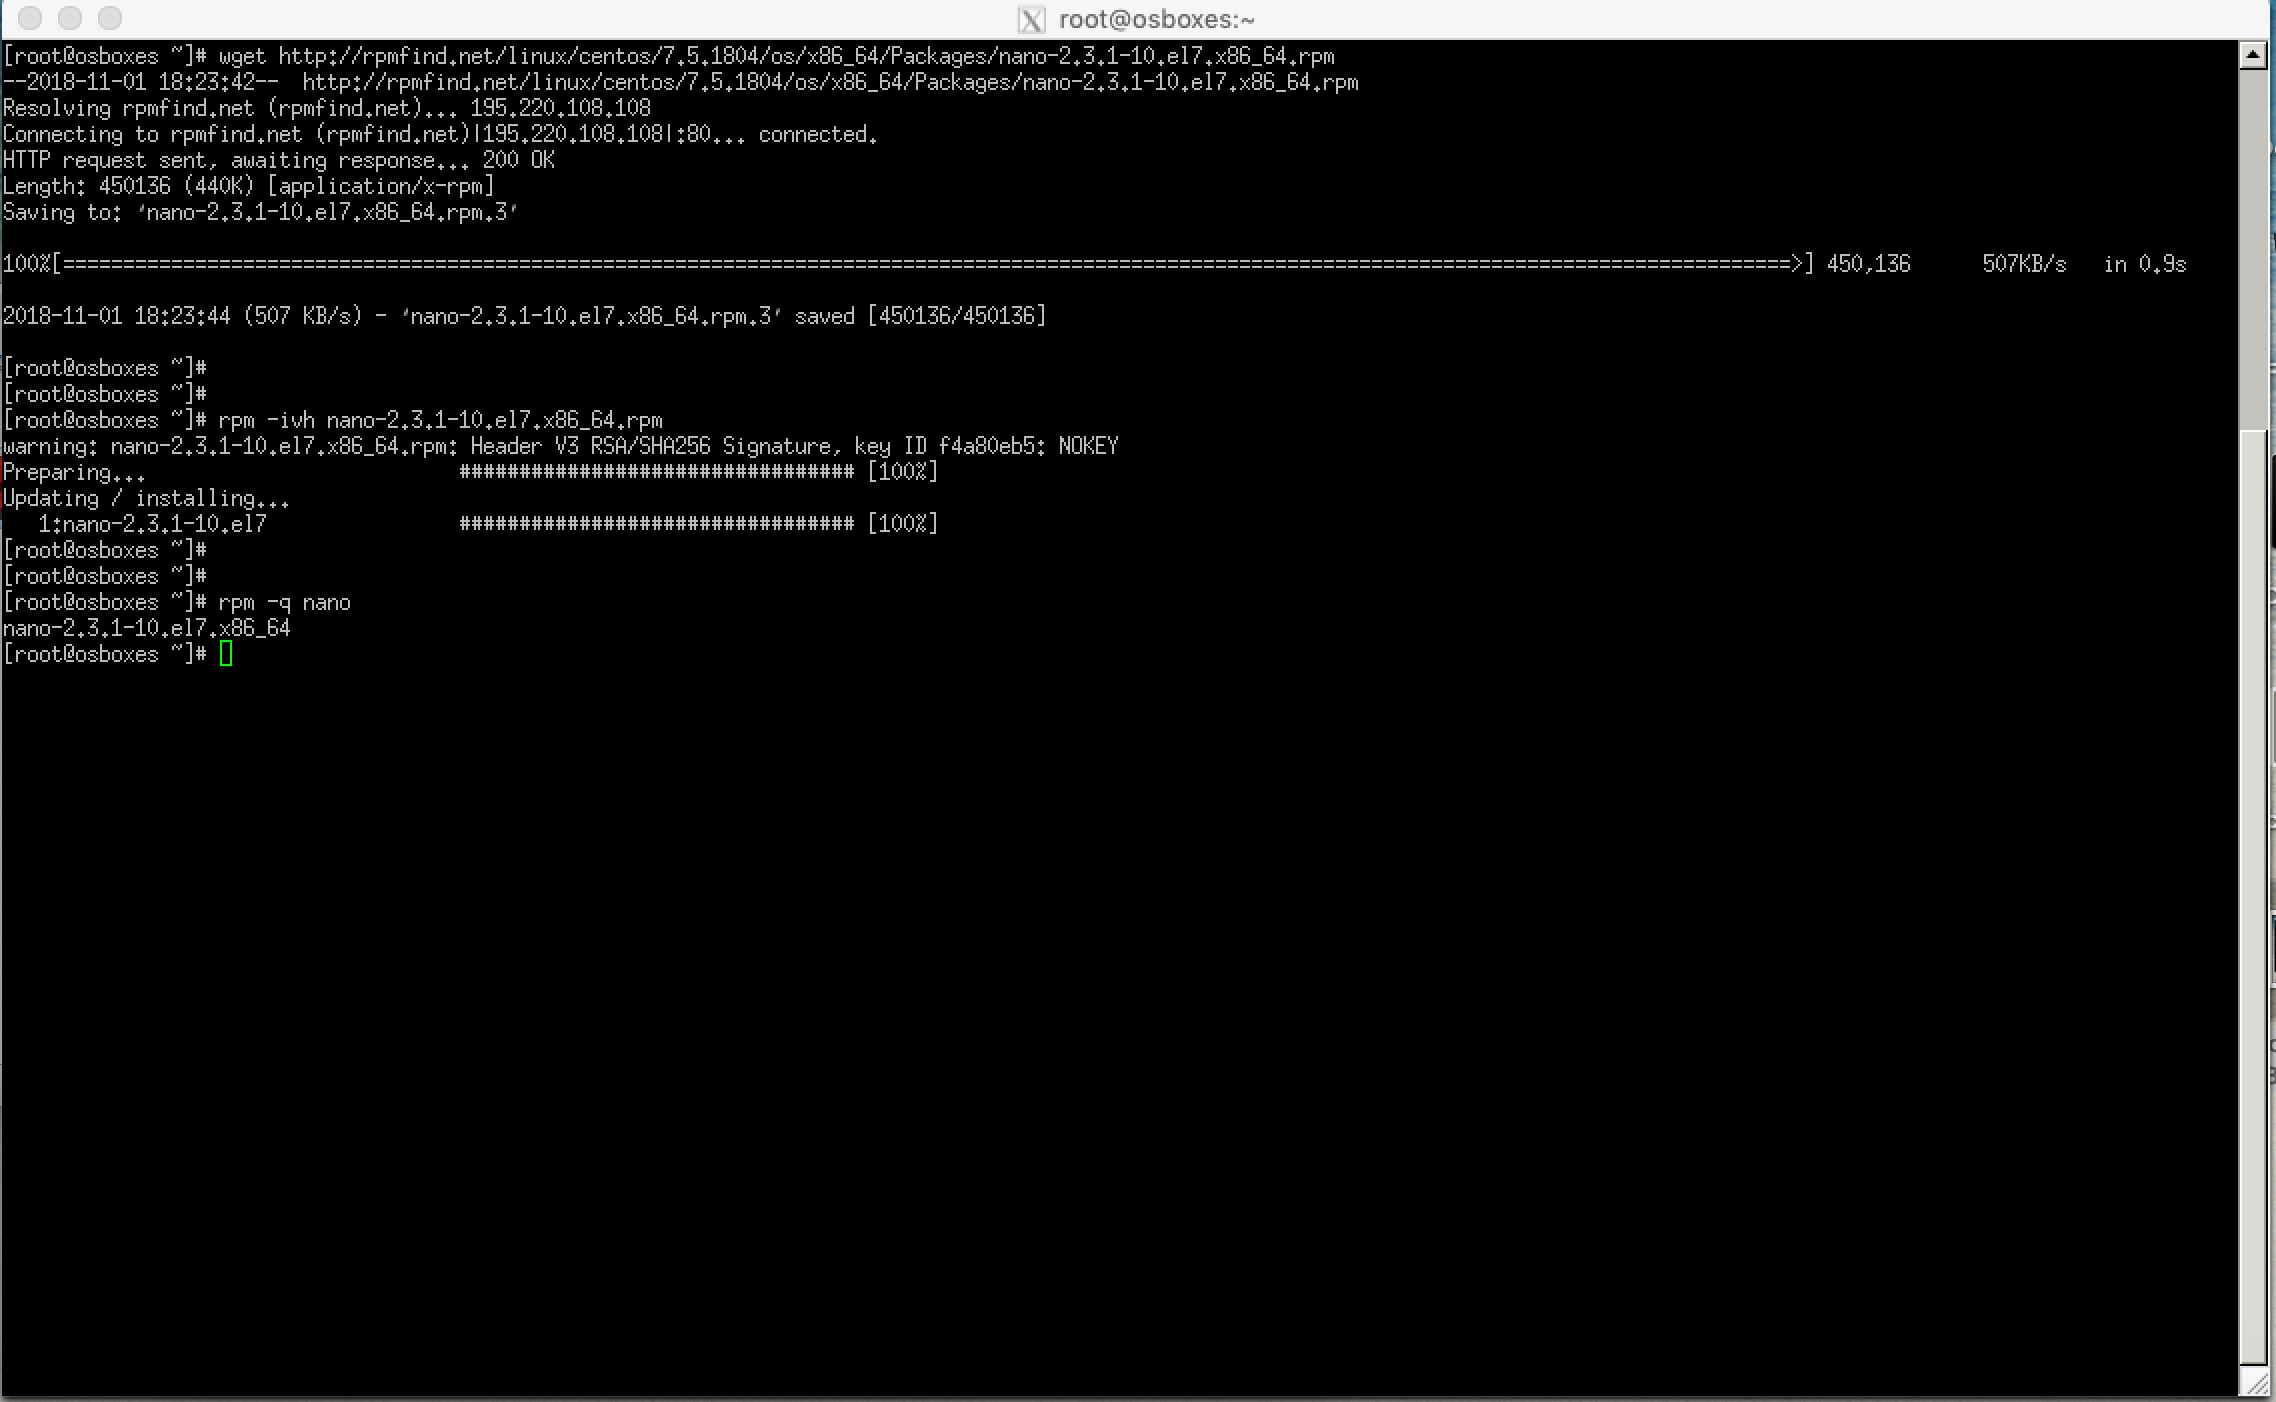 root@osboxes:~
[root@osboxes ~]# wget http://rpmfind.net/linux/centos/7.5.1804/os/x86_64/Packages/nano-2.3.1-10.el7.x86_64.rpm
--2018-11-01 18:23:42--  http://rpmfind.net/linux/centos/7.5.1804/os/x86_64/Packages/nano-2.3.1-10.el7.x86_64.rpm
Resolving rpmfind.net (rpmfind.net)... 195.220.108.108
Connecting to rpmfind.net (rpmfind.net)|195.220.108.108|:80... connected.
HTTP request sent, awaiting response... 200 OK
Length: 450136 (440K) [application/x-rpm]
Saving to: ‘nano-2.3.1-10.el7.x86_64.rpm.3’
100%[================================================================================================================================================>] 450,136      507KB/s   in 0.9s
2018-11-01 18:23:44 (507 KB/s) - ‘nano-2.3.1-10.el7.x86_64.rpm.3’ saved [450136/450136]
[root@osboxes ~]#
[root@osboxes ~]#
[root@osboxes ~]# rpm -ivh nano-2.3.1-10.el7.x86_64.rpm
warning: nano-2.3.1-10.el7.x86_64.rpm: Header V3 RSA/SHA256 Signature, key ID f4a80eb5: NOKEY
Preparing...                          ################################# [100%]
Updating / installing...
   1:nano-2.3.1-10.el7                ################################# [100%]
[root@osboxes ~]#
[root@osboxes ~]#
[root@osboxes ~]# rpm -q nano
nano-2.3.1-10.el7.x86_64
[root@osboxes ~]#